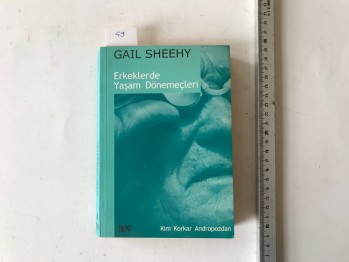 GAIL SHEEHY
Erkeklerde
Yaşam Dönemeçleri
Kim Korkar Andropozdan